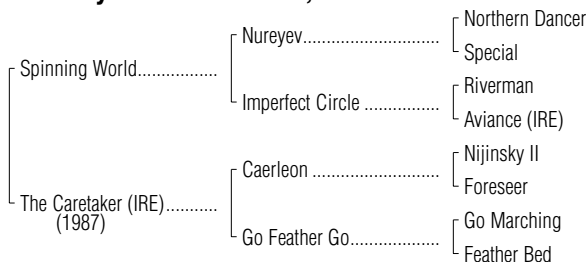 Northern Dancer
Nureyev
Special
Spinning World
Riverman
Imperfect Circle
Aviance (IRE)
Nijinsky II
Caerleon
Foreseer
The Caretaker (IRE)
(1987)
Go Marching
Go Feather Go
Feather Bed